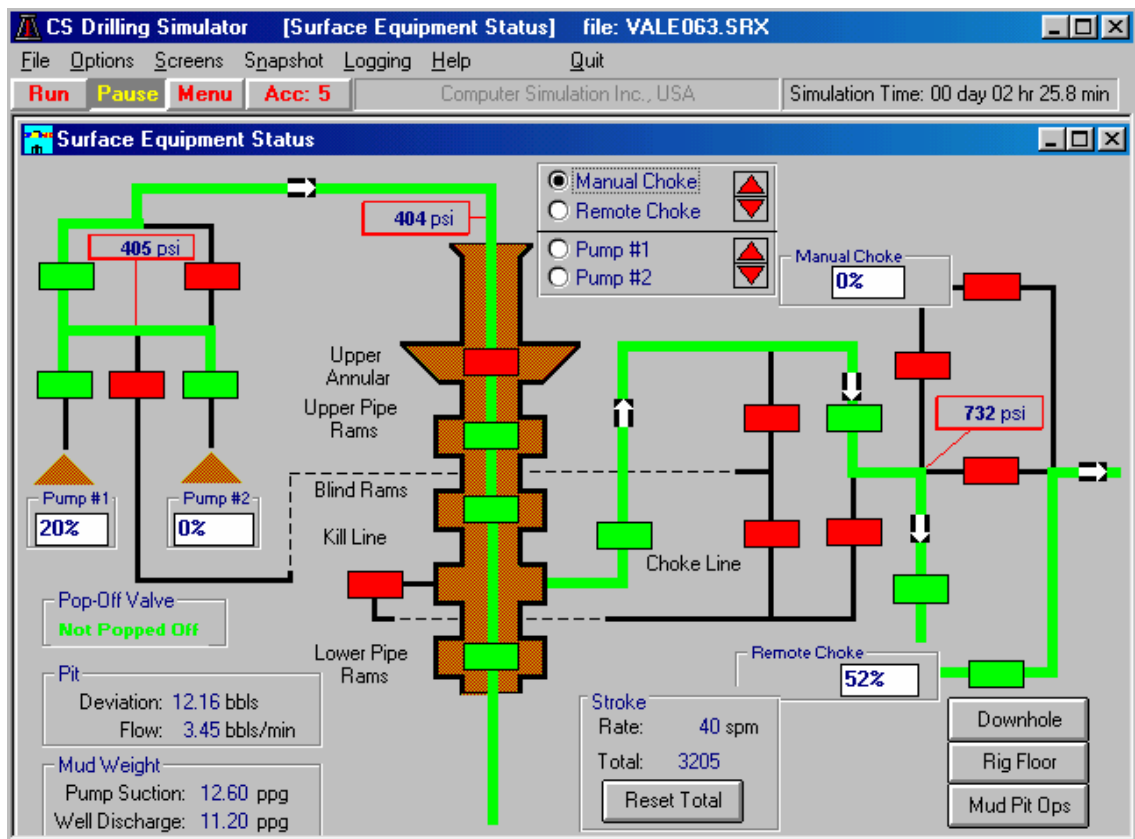 CS Drilling Simulator [Surface Equipment Status] file: VALE063.SRX
File Options Screens Snapshot Logging Help Quit
Run Pause Menu Acc: 5 Computer Simulation Inc., USA Simulation Time: 00 day 02 hr 25.8 min
Surface Equipment Status
Manual Choke
Remote Choke
Pump #1
Pump #2
404 psi
405 psi
Manual Choke
0%
Upper
Annular
Upper Pipe
Rams
732 psi
Blind Rams
Kill Line
Choke Line
Pump #1
20%
Pump #2
0%
Pop-Off Valve
Not Popped Off
Lower Pipe
Rams
Remote Choke
52%
Pit
Deviation: 12.16 bbls
Flow: 3.45 bbls/min
Stroke
Rate: 40 spm
Total: 3205
Reset Total
Downhole
Rig Floor
Mud Pit Ops
Mud Weight
Pump Suction: 12.60 ppg
Well Discharge: 11.20 ppg